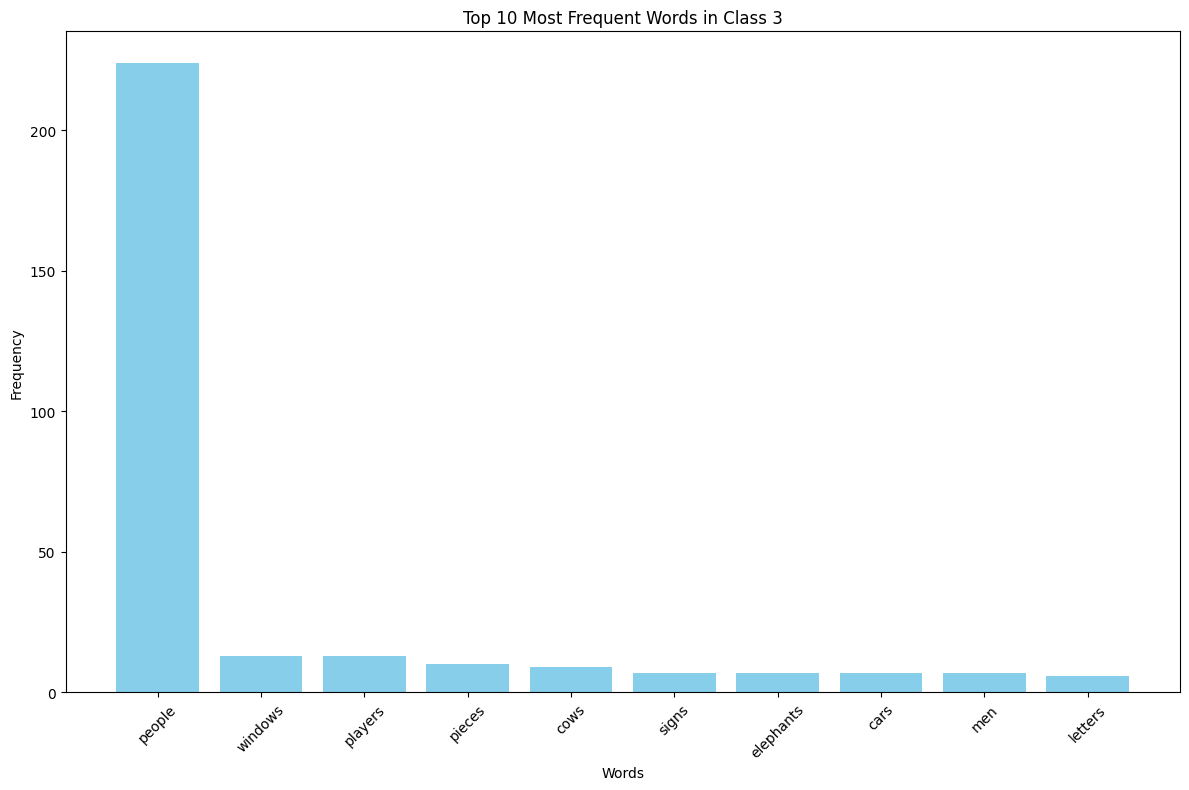 Top 10 Most Frequent Words in Class 3
Frequency
200
150
100
50
0
people windows players pieces cows signs elephants cars men letters
Words